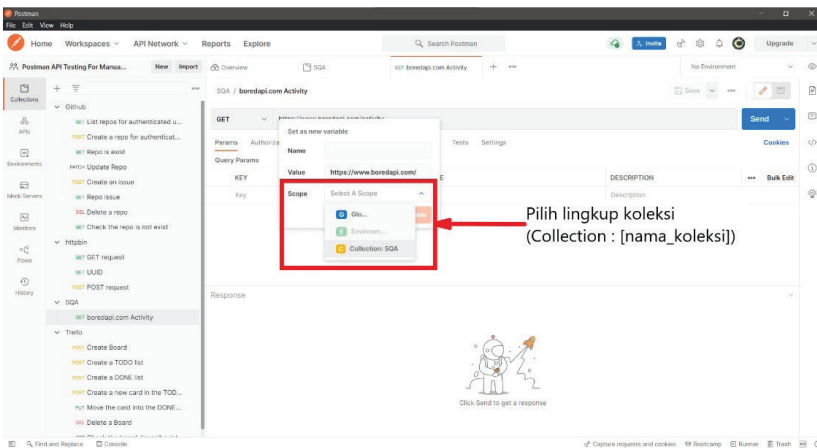 Postman
File Edit View Help
Home Workspaces API Network Reports Explore
Search Postman
Invite
Upgrade
Postman API Testing For Manua...
New Import
Overview
SQA
GET boredapi.com Activity
No Environment
Collections
APIs
Environments
Mock Servers
Monitors
Flows
History
Github
GET List repos for authenticated u...
POST Create a repo for authenticat...
GET Repo is exist
PATCH Update Repo
POST Create an issue
GET Repo issue
DEL Delete a repo
GET Check the repo is not exist
httpbin
GET GET request
GET UUID
POST POST request
SQA
GET boredapi.com Activity
Trello
POST Create Board
POST Create a TODO list
POST Create a DONE list
POST Create a new card in the TOD...
PUT Move the card into the DONE...
DEL Delete a Board
SQA / boredapi.com Activity
Save
GET
https://www.boredapi.com/activity
Send
Params
Tests Settings
Cookies
Query Params
KEY
DESCRIPTION
Bulk Edit
Key
Description
Set as new variable
Name
Value https://www.boredapi.com/
Scope Select A Scope
G Glo...
E Environm...
C Collection: SQA
Pilih lingkup koleksi
(Collection : [nama_koleksi])
Response
Click Send to get a response
Find and Replace Console
Capture requests and cookies Bootcamp Runner Trash